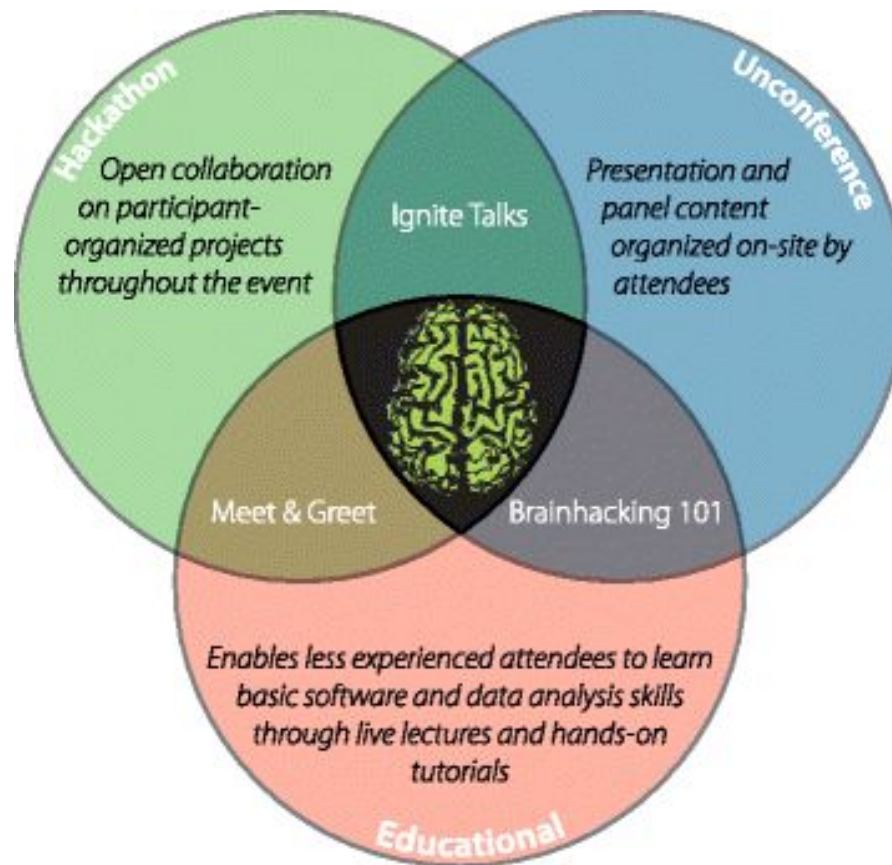 Hackathon
Unconference
Open collaboration
on participant-
organized projects
throughout the event
Ignite Talks
Presentation and
panel content
organized on-site by
attendees
Meet & Greet
Brainhacking 101
Enables less experienced attendees to learn
basic software and data analysis skills
through live lectures and hands-on
tutorials
Educational